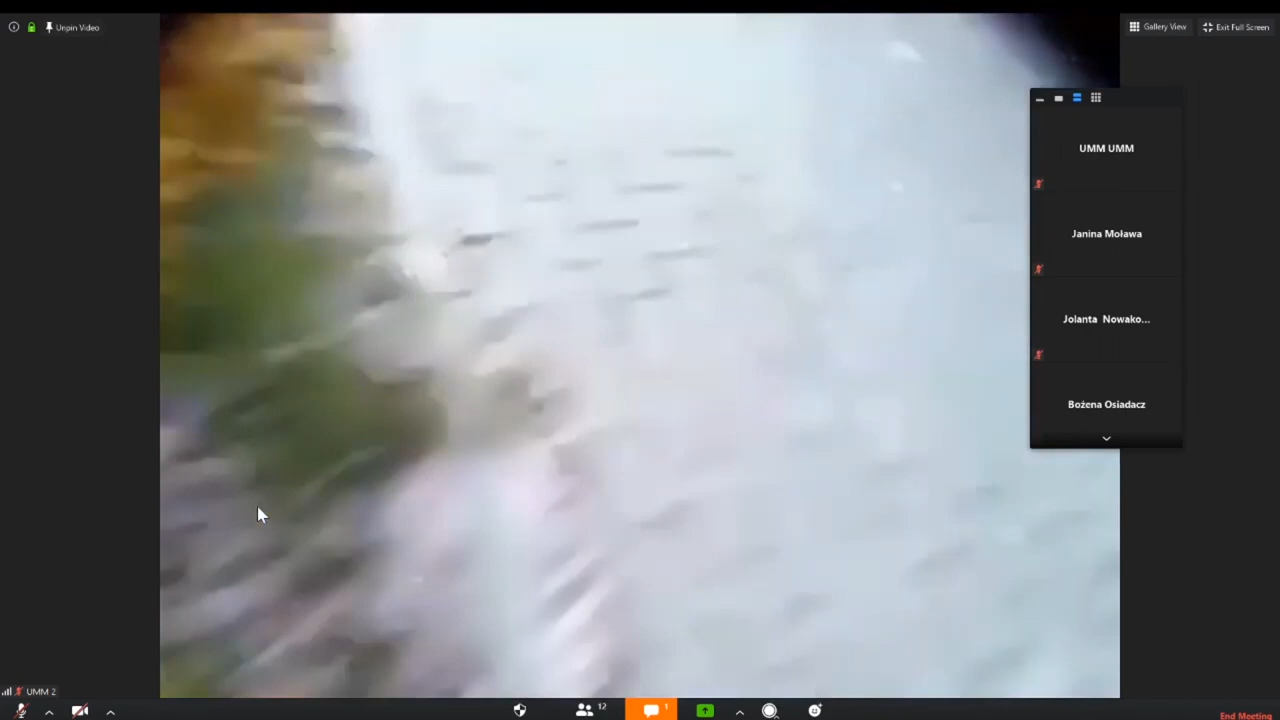 Unpin Video
Gallery View
Exit Full Screen
UMM UMM
Janina Moława
Jolanta Nowako...
Bożena Osiadacz
UMM 2
12
1
End Meeting